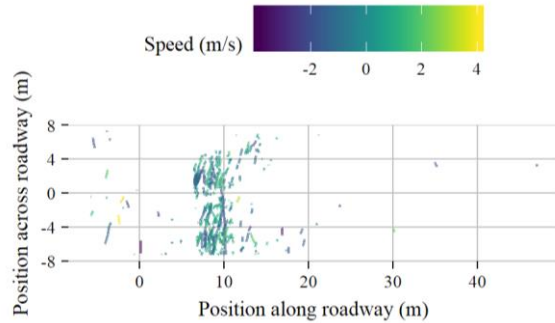 Speed (m/s)
-2 0 2 4
Position across roadway (m)
8
4
0
-4
-8
0 10 20 30 40
Position along roadway (m)